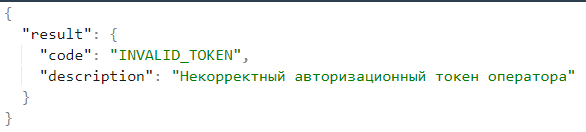 {
  "result": {
    "code": "INVALID_TOKEN",
    "description": "Некорректный авторизационный токен оператора"
  }
}